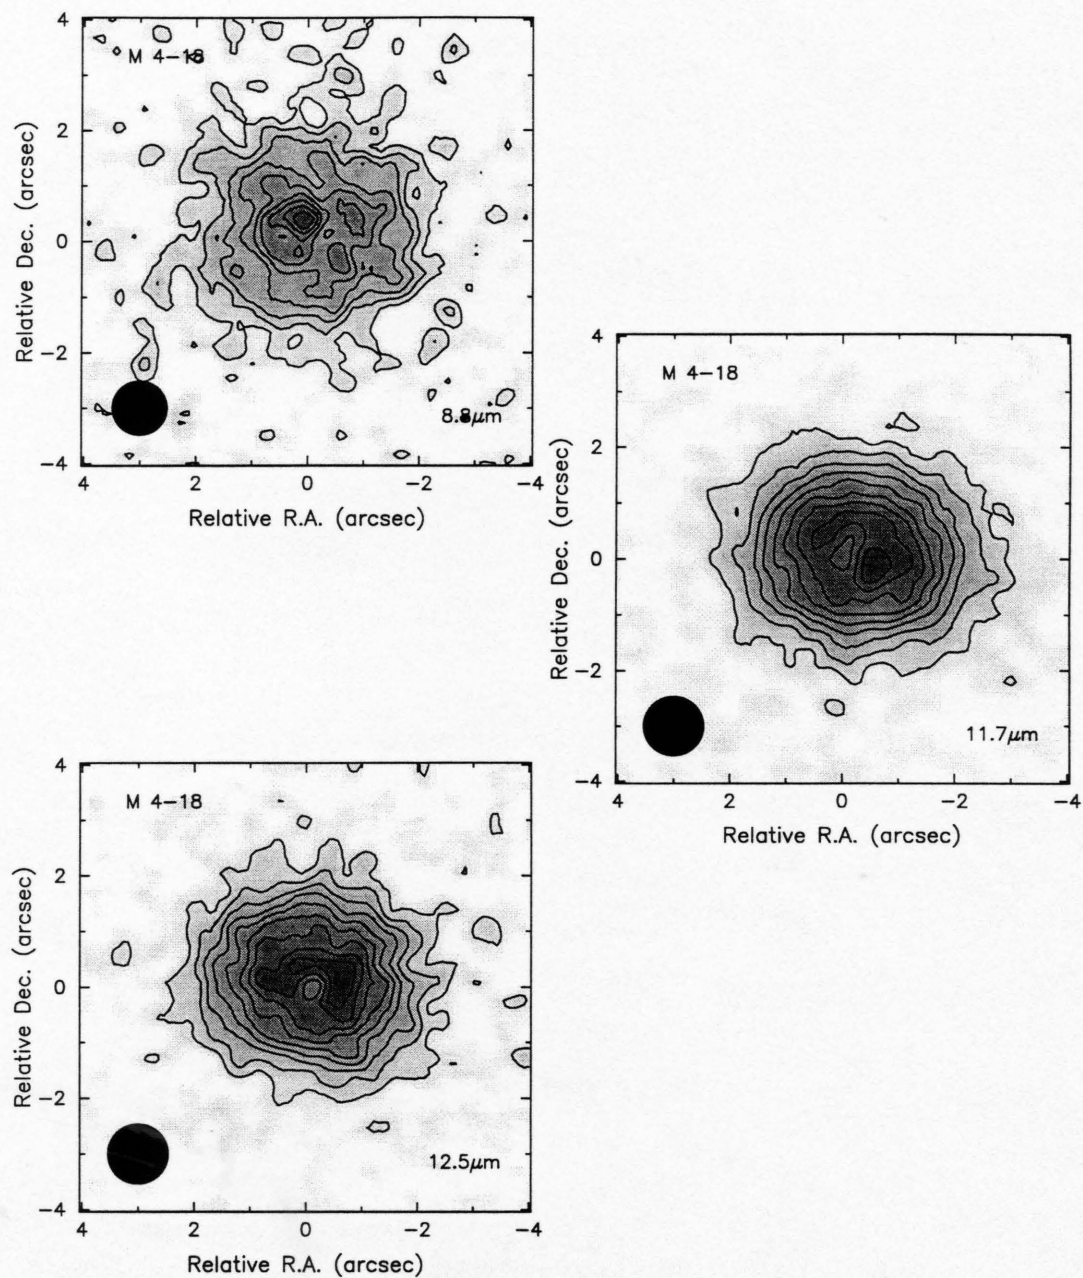 4
M 4-18
2
Relative Dec. (arcsec)
0
-2
8.8μm
-4
4 2 0 -2 -4
Relative R.A. (arcsec)
4
M 4-18
2
Relative Dec. (arcsec)
0
-2
11.7μm
-4
4 2 0 -2 -4
Relative R.A. (arcsec)
4
M 4-18
2
Relative Dec. (arcsec)
0
-2
12.5μm
-4
4 2 0 -2 -4
Relative R.A. (arcsec)